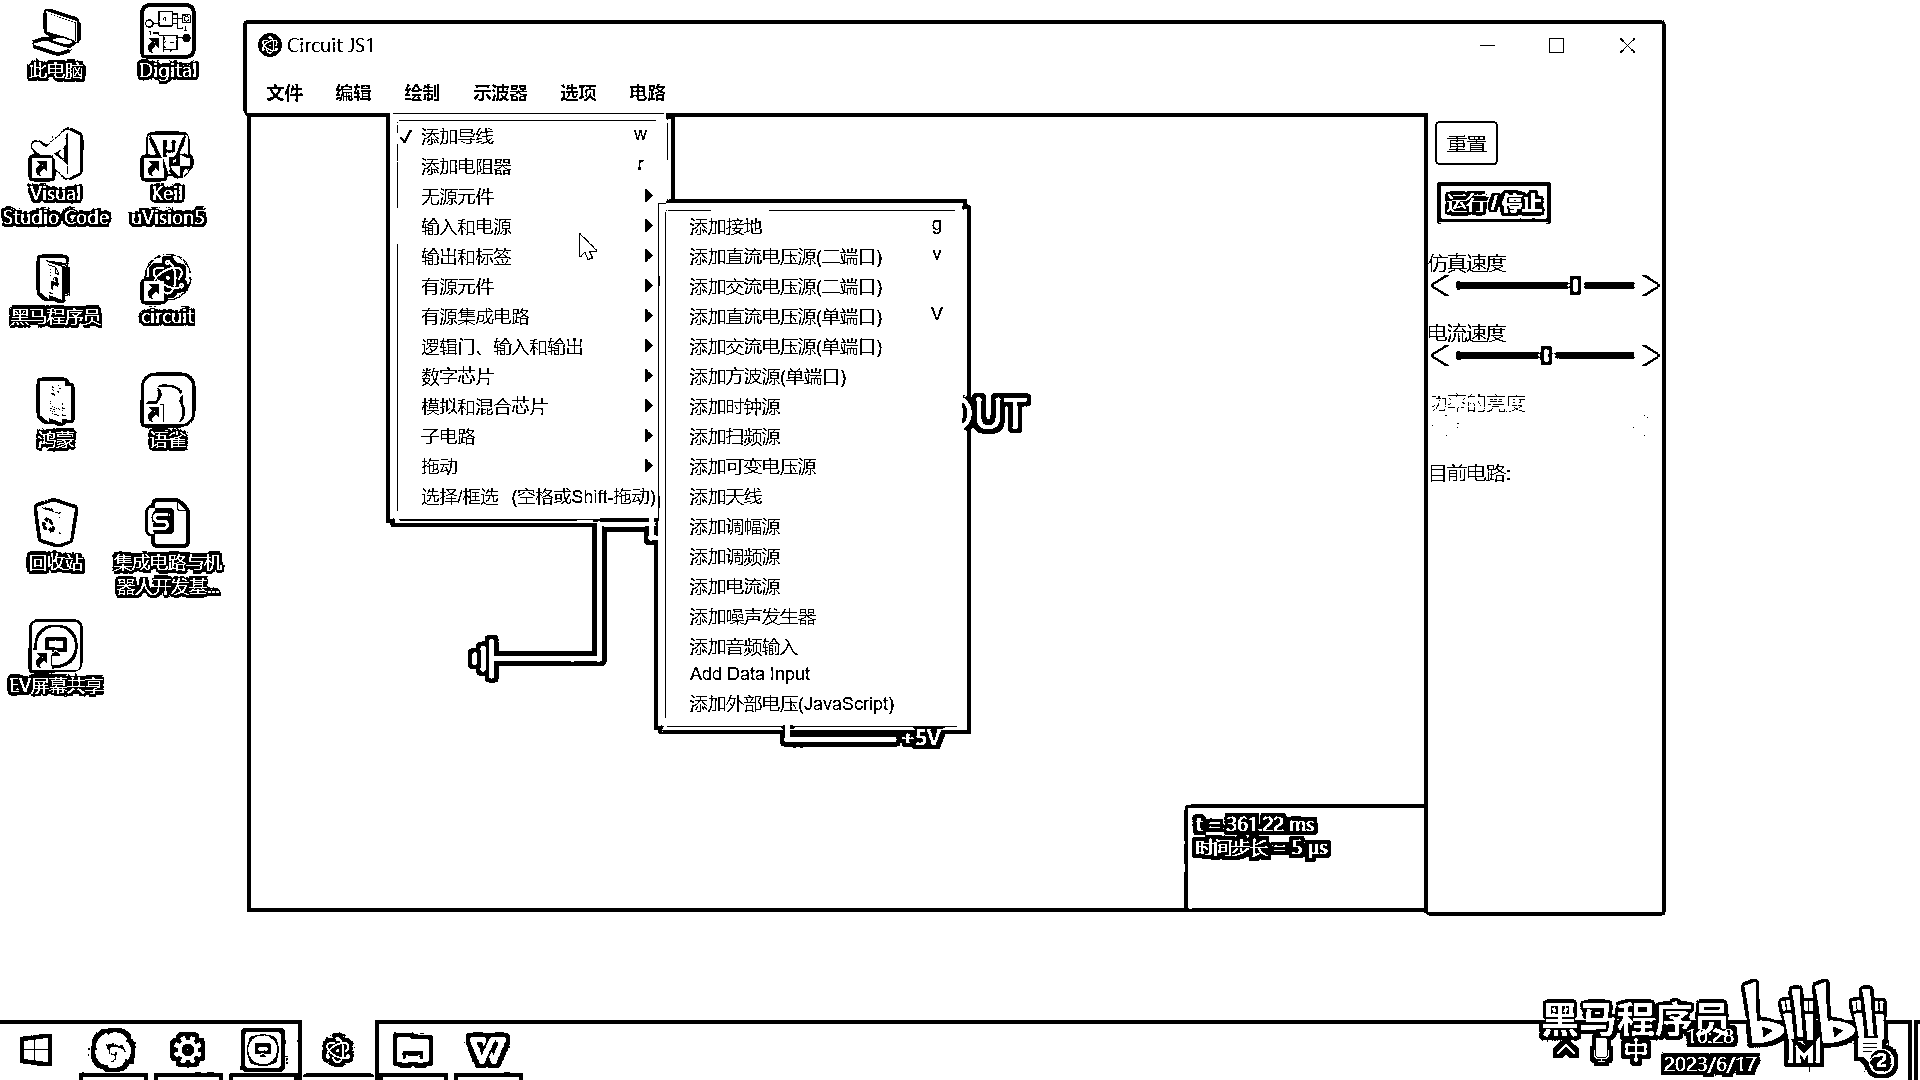 此电脑
Digital
Visual
Studio Code
Keil
uVision5
黑马程序员
circuit
鸿蒙
语雀
回收站
集成电路与机
器人开发基...
EV屏幕共享
Circuit JS1
文件 编辑 绘制 示波器 选项 电路
添加导线 w
添加电阻器 r
无源元件
输入和电源
输出和标签
有源元件
有源集成电路
逻辑门、输入和输出
数字芯片
模拟和混合芯片
子电路
拖动
选择/框选 (空格或Shift-拖动)
添加接地 g
添加直流电压源(二端口) v
添加交流电压源(二端口)
添加直流电压源(单端口) V
添加交流电压源(单端口)
添加方波源(单端口)
添加时钟源
添加扫频源
添加可变电压源
添加天线
添加调幅源
添加调频源
添加电流源
添加噪声发生器
添加音频输入
Add Data Input
添加外部电压(JavaScript)
OUT
+5V
重置
运行/停止
仿真速度
电流速度
功率的亮度
目前电路:
t = 361.22 ms
时间步长 = 5 µs
黑马程序员 bilibili
中
16:28
2023/6/17
2